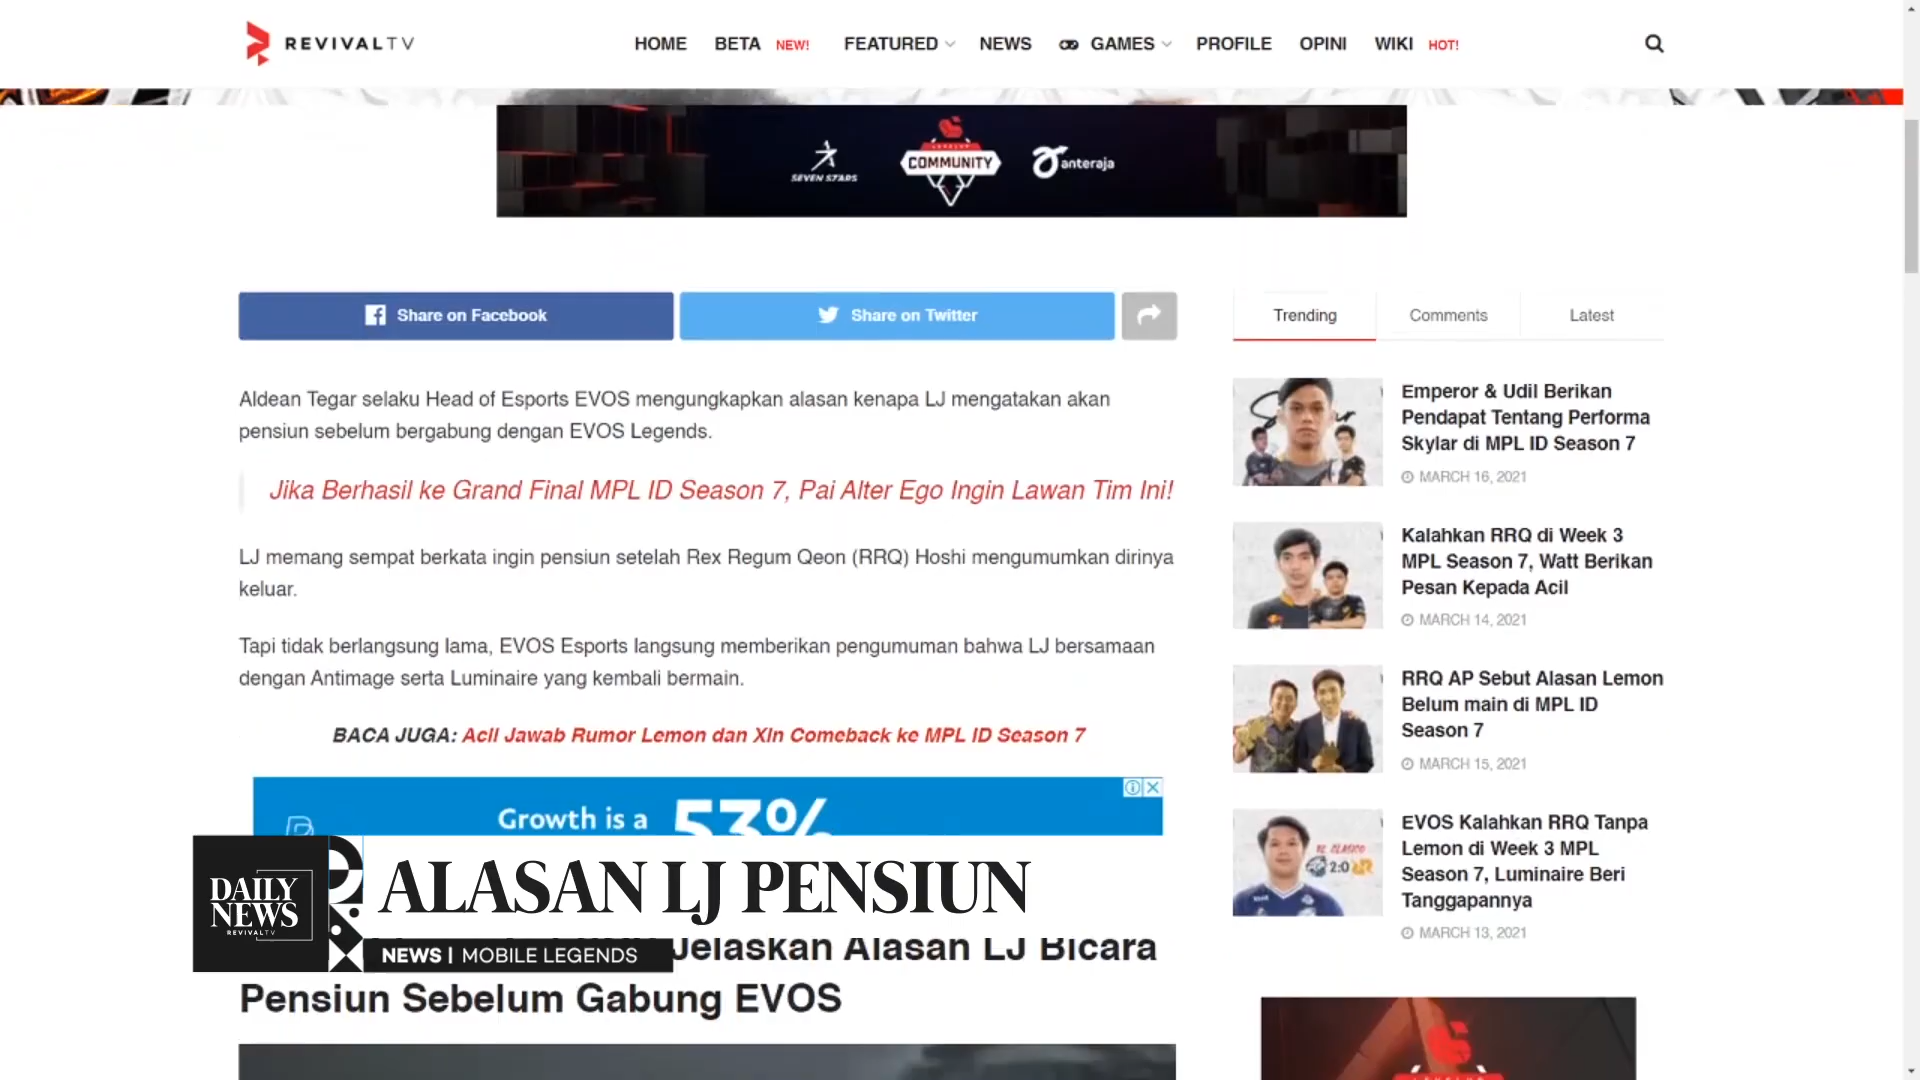 REVIVALTV
HOME
BETA NEW!
FEATURED
NEWS
GAMES
PROFILE
OPINI
WIKI HOT!
SEVEN STARS
COMMUNITY
anteraja
Share on Facebook
Share on Twitter
Aldean Tegar selaku Head of Esports EVOS mengungkapkan alasan kenapa LJ mengatakan akan
pensiun sebelum bergabung dengan EVOS Legends.
Jika Berhasil ke Grand Final MPL ID Season 7, Pai Alter Ego Ingin Lawan Tim Ini!
LJ memang sempat berkata ingin pensiun setelah Rex Regum Qeon (RRQ) Hoshi mengumumkan dirinya
keluar.
Tapi tidak berlangsung lama, EVOS Esports langsung memberikan pengumuman bahwa LJ bersamaan
dengan Antimage serta Luminaire yang kembali bermain.
BACA JUGA: Acil Jawab Rumor Lemon dan XIn Comeback ke MPL ID Season 7
Growth is a 53%
DAILY
NEWS
REVIVALTV
ALASAN LJ PENSIUN
NEWS | MOBILE LEGENDS
Jelaskan Alasan LJ Bicara
Pensiun Sebelum Gabung EVOS
Trending
Comments
Latest
Emperor & Udil Berikan
Pendapat Tentang Performa
Skylar di MPL ID Season 7
MARCH 16, 2021
Kalahkan RRQ di Week 3
MPL Season 7, Watt Berikan
Pesan Kepada Acil
MARCH 14, 2021
RRQ AP Sebut Alasan Lemon
Belum main di MPL ID
Season 7
MARCH 15, 2021
2:0
EVOS Kalahkan RRQ Tanpa
Lemon di Week 3 MPL
Season 7, Luminaire Beri
Tanggapannya
MARCH 13, 2021